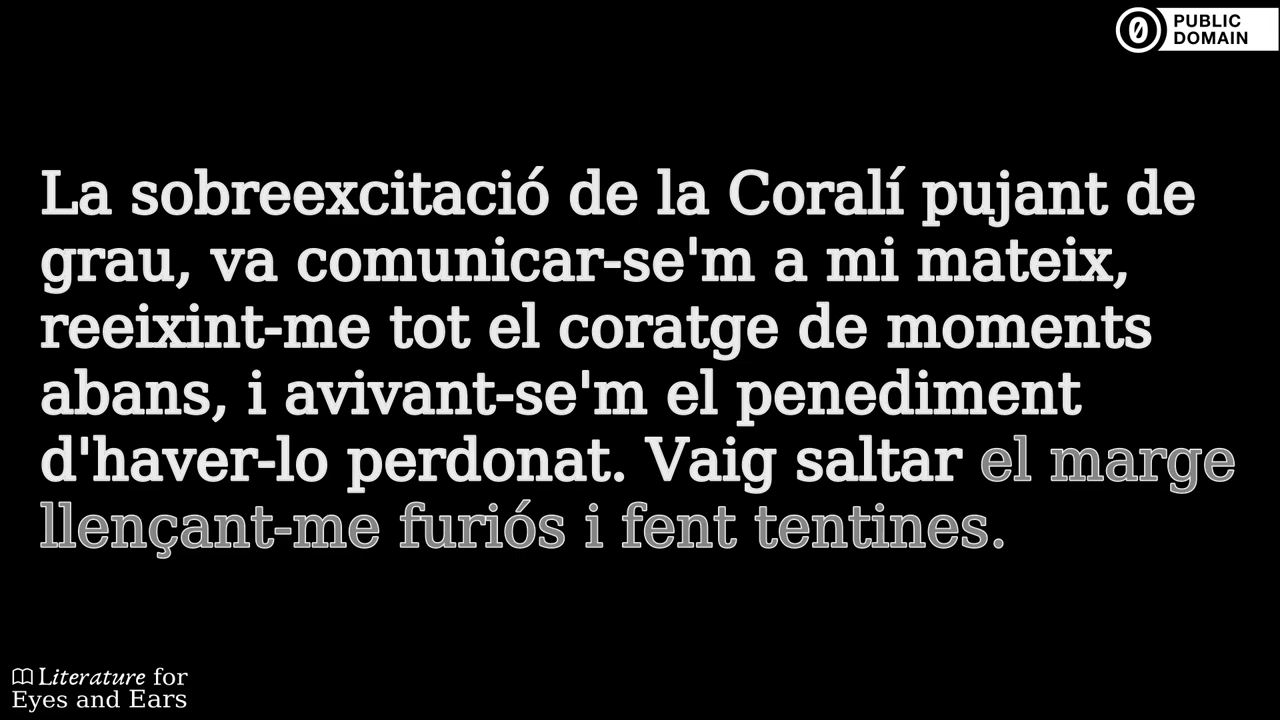 PUBLIC
DOMAIN
La sobreexcitació de la Coralí pujant de
grau, va comunicar-se'm a mi mateix,
reeixint-me tot el coratge de moments
abans, i avivant-se'm el penediment
d'haver-lo perdonat. Vaig saltar el marge
llençant-me furiós i fent tentines.
Literature for
Eyes and Ears